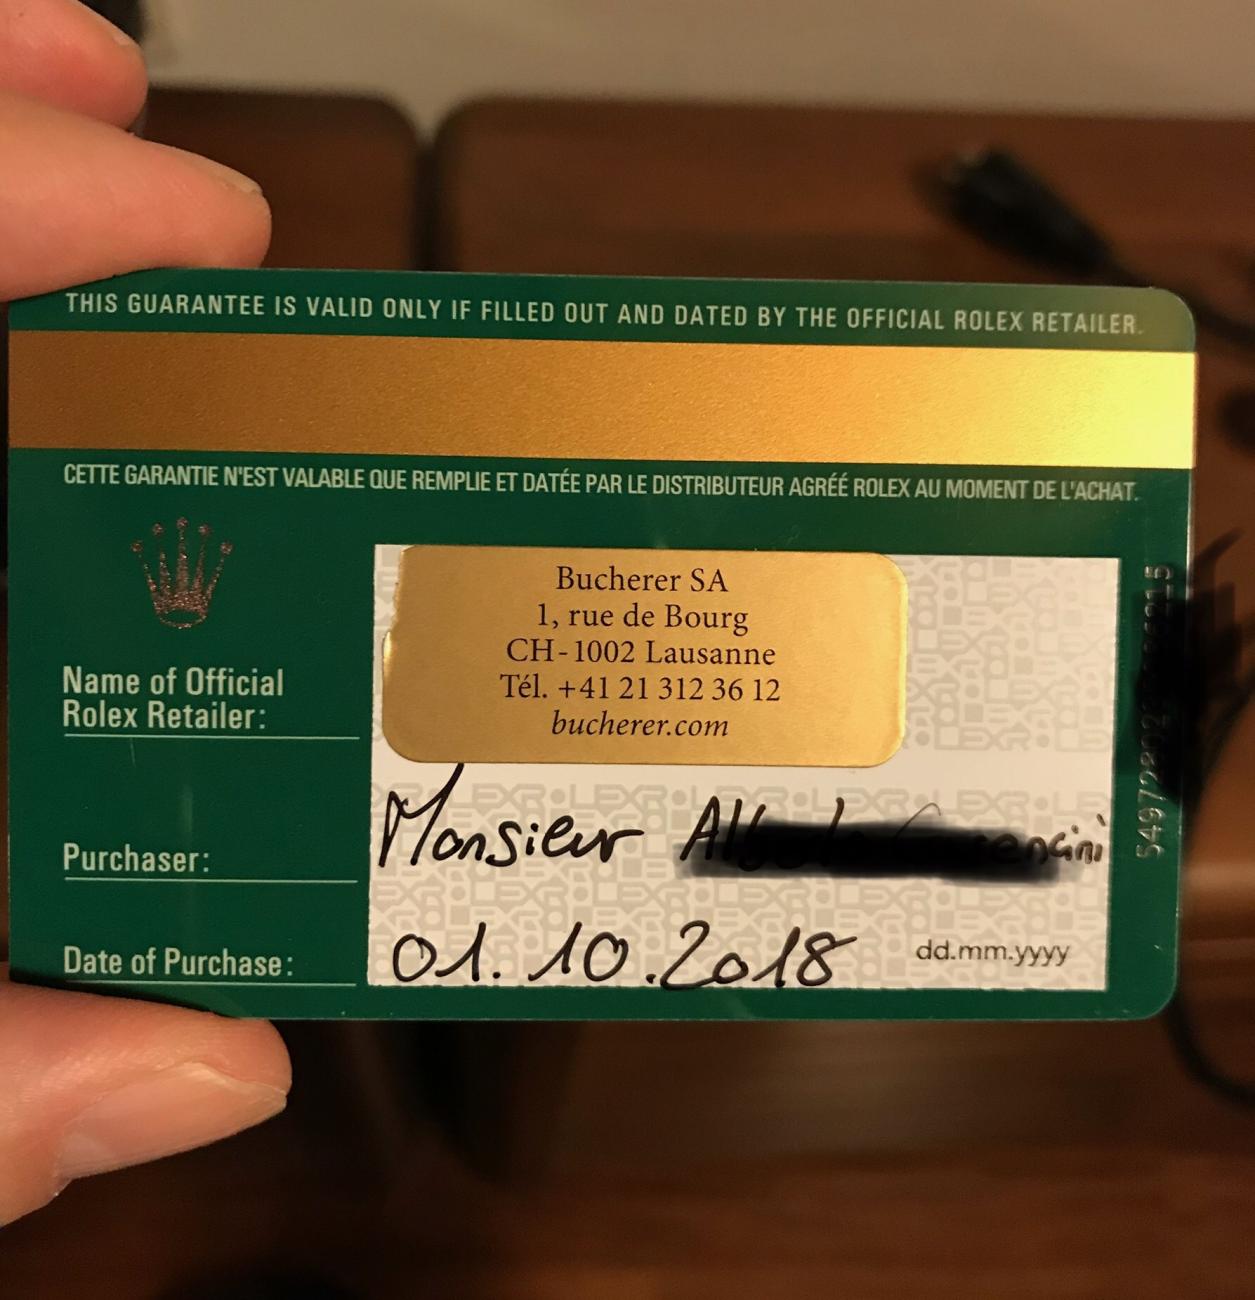 THIS GUARANTEE IS VALID ONLY IF FILLED OUT AND DATED BY THE OFFICIAL ROLEX RETAILER.
CETTE GARANTIE N'EST VALABLE QUE REMPLIE ET DATÉE PAR LE DISTRIBUTEUR AGRÉÉ ROLEX AU MOMENT DE L'ACHAT.
Name of Official
Rolex Retailer:
Bucherer SA
1, rue de Bourg
CH-1002 Lausanne
Tél. +41 21 312 36 12
bucherer.com
Purchaser:
Monsieur
Date of Purchase:
01.10.2018 dd.mm.yyyy